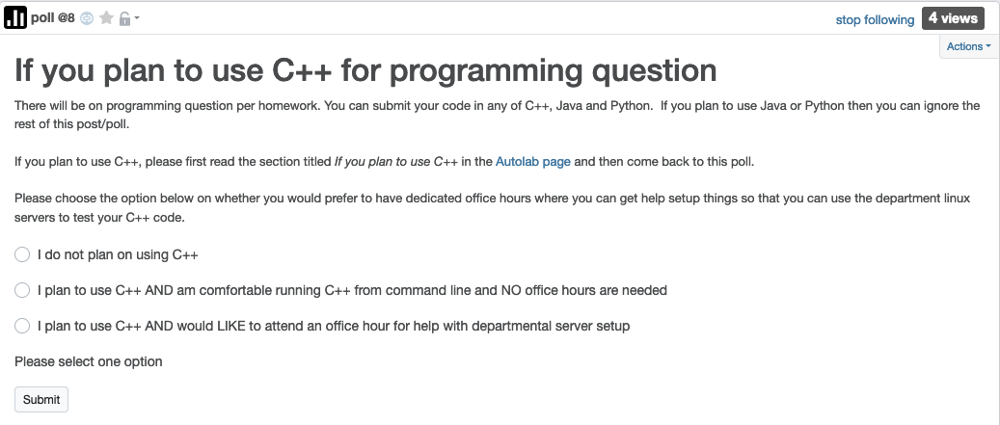 poll @8
stop following 4 views
Actions
If you plan to use C++ for programming question
There will be on programming question per homework. You can submit your code in any of C++, Java and Python.  If you plan to use Java or Python then you can ignore the
rest of this post/poll.
If you plan to use C++, please first read the section titled If you plan to use C++ in the Autolab page and then come back to this poll.
Please choose the option below on whether you would prefer to have dedicated office hours where you can get help setup things so that you can use the department linux
servers to test your C++ code.
I do not plan on using C++
I plan to use C++ AND am comfortable running C++ from command line and NO office hours are needed
I plan to use C++ AND would LIKE to attend an office hour for help with departmental server setup
Please select one option
Submit